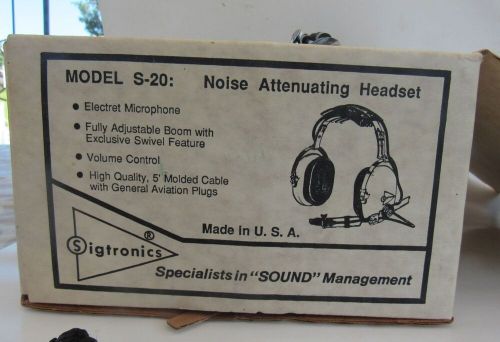 MODEL S-20: Noise Attenuating Headset
• Electret Microphone
• Fully Adjustable Boom with
Exclusive Swivel Feature
• Volume Control
• High Quality, 5' Molded Cable
with General Aviation Plugs
Made in U. S. A.
Sigtronics ®
Specialists in "SOUND" Management